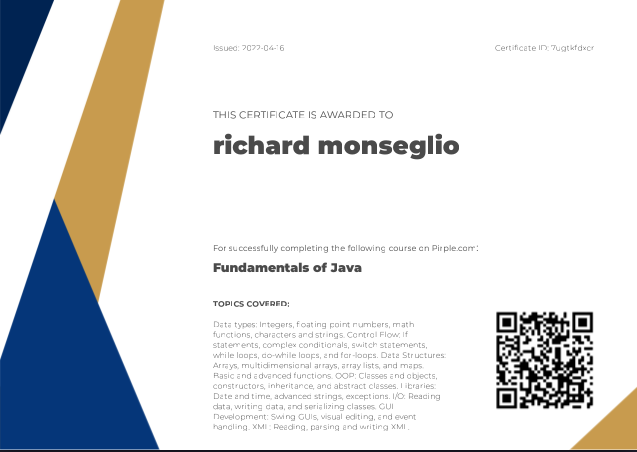 Issued: 2022-04-16
Certificate ID: 7ugtkfdxcr
THIS CERTIFICATE IS AWARDED TO
richard monseglio
For successfully completing the following course on Pirple.com:
Fundamentals of Java
TOPICS COVERED:
Data types: Integers, floating point numbers, math
functions, characters and strings. Control Flow: If
statements, complex conditionals, switch statements,
while loops, do-while loops, and for-loops. Data Structures:
Arrays, multidimensional arrays, array lists, and maps.
Basic and advanced functions. OOP: Classes and objects,
constructors, inheritance, and abstract classes. Libraries:
Date and time, advanced strings, exceptions. I/O: Reading
data, writing data, and serializing classes. GUI
Development: Swing GUIs, visual editing, and event
handling. XML: Reading, parsing and writing XML.